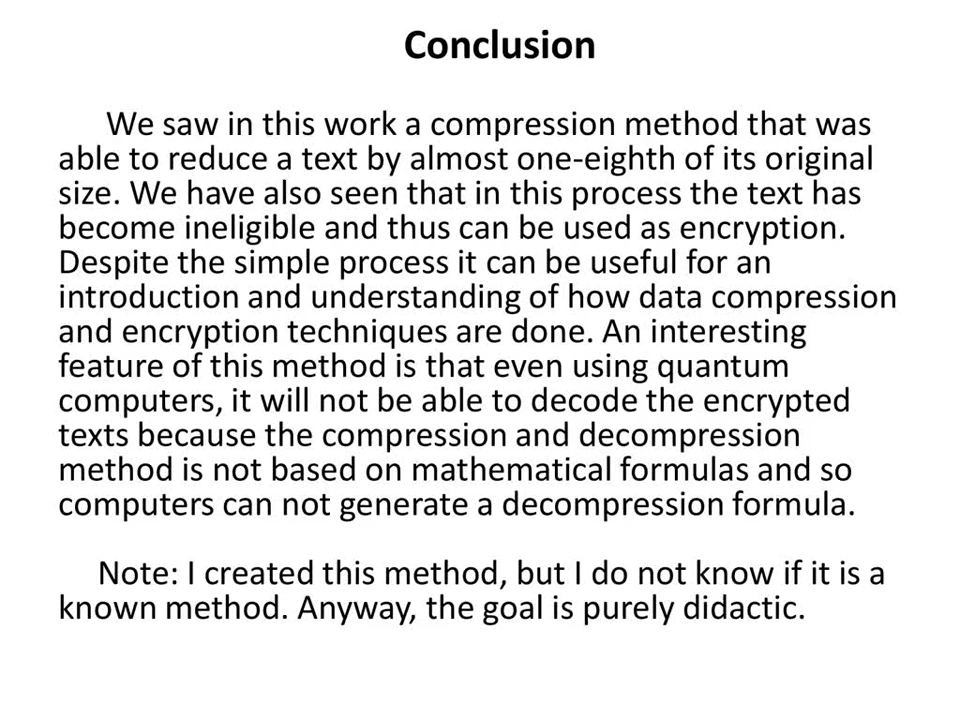 Conclusion
We saw in this work a compression method that was
able to reduce a text by almost one-eighth of its original
size. We have also seen that in this process the text has
become ineligible and thus can be used as encryption.
Despite the simple process it can be useful for an
introduction and understanding of how data compression
and encryption techniques are done. An interesting
feature of this method is that even using quantum
computers, it will not be able to decode the encrypted
texts because the compression and decompression
method is not based on mathematical formulas and so
computers can not generate a decompression formula.
Note: I created this method, but I do not know if it is a
known method. Anyway, the goal is purely didactic.